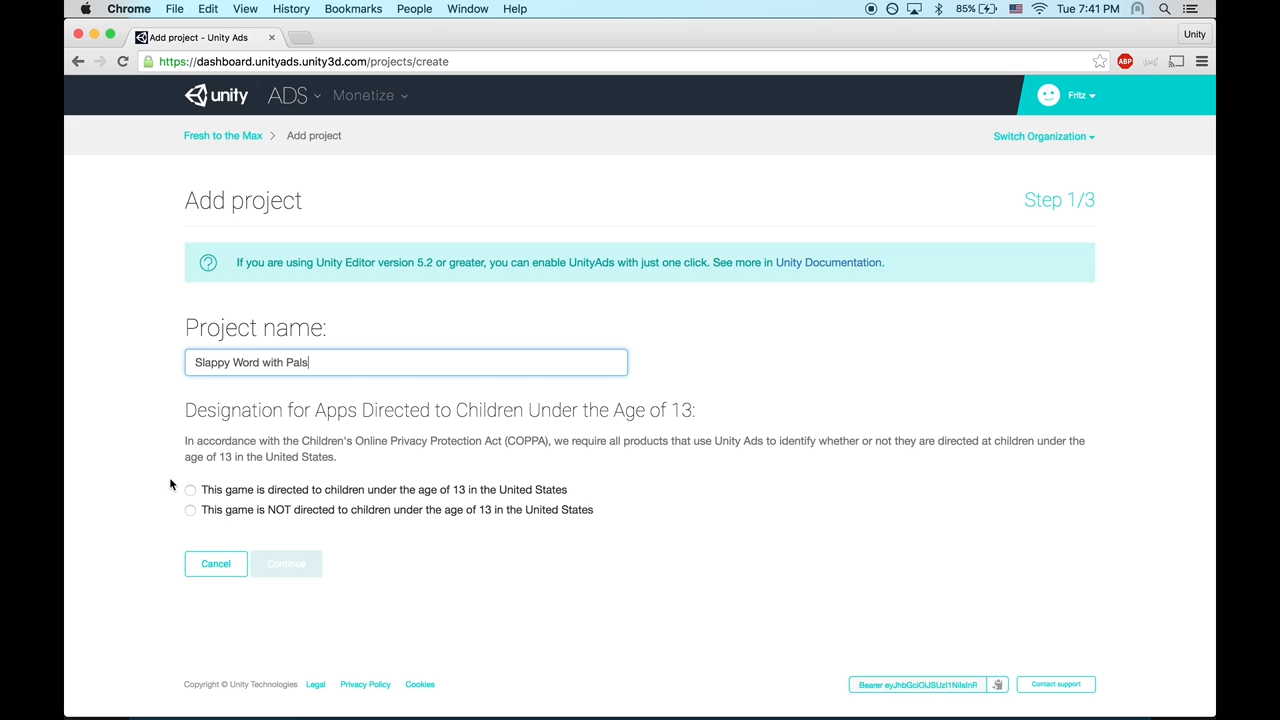 Chrome File Edit View History Bookmarks People Window Help 85% Tue 7:41 PM
Add project - Unity Ads Unity
https://dashboard.unityads.unity3d.com/projects/create ABP
unity ADS Monetize Fritz
Fresh to the Max > Add project Switch Organization
Add project Step 1/3
If you are using Unity Editor version 5.2 or greater, you can enable UnityAds with just one click. See more in Unity Documentation.
Project name:
Slappy Word with Pals
Designation for Apps Directed to Children Under the Age of 13:
In accordance with the Children's Online Privacy Protection Act (COPPA), we require all products that use Unity Ads to identify whether or not they are directed at children under the
age of 13 in the United States.
This game is directed to children under the age of 13 in the United States
This game is NOT directed to children under the age of 13 in the United States
Cancel Continue
Copyright © Unity Technologies Legal Privacy Policy Cookies Bearer Contact support